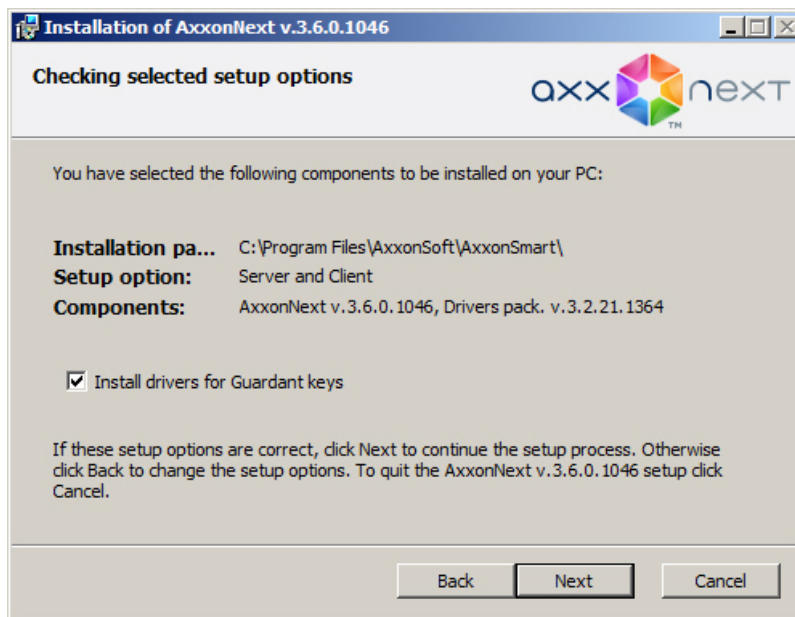 Installation of AxxonNext v.3.6.0.1046
Checking selected setup options
axx next
TM
You have selected the following components to be installed on your PC:
Installation pa... C:\Program Files\AxxonSoft\AxxonSmart\
Setup option: Server and Client
Components: AxxonNext v.3.6.0.1046, Drivers pack. v.3.2.21.1364
Install drivers for Guardant keys
If these setup options are correct, click Next to continue the setup process. Otherwise
click Back to change the setup options. To quit the AxxonNext v.3.6.0.1046 setup click
Cancel.
Back Next Cancel